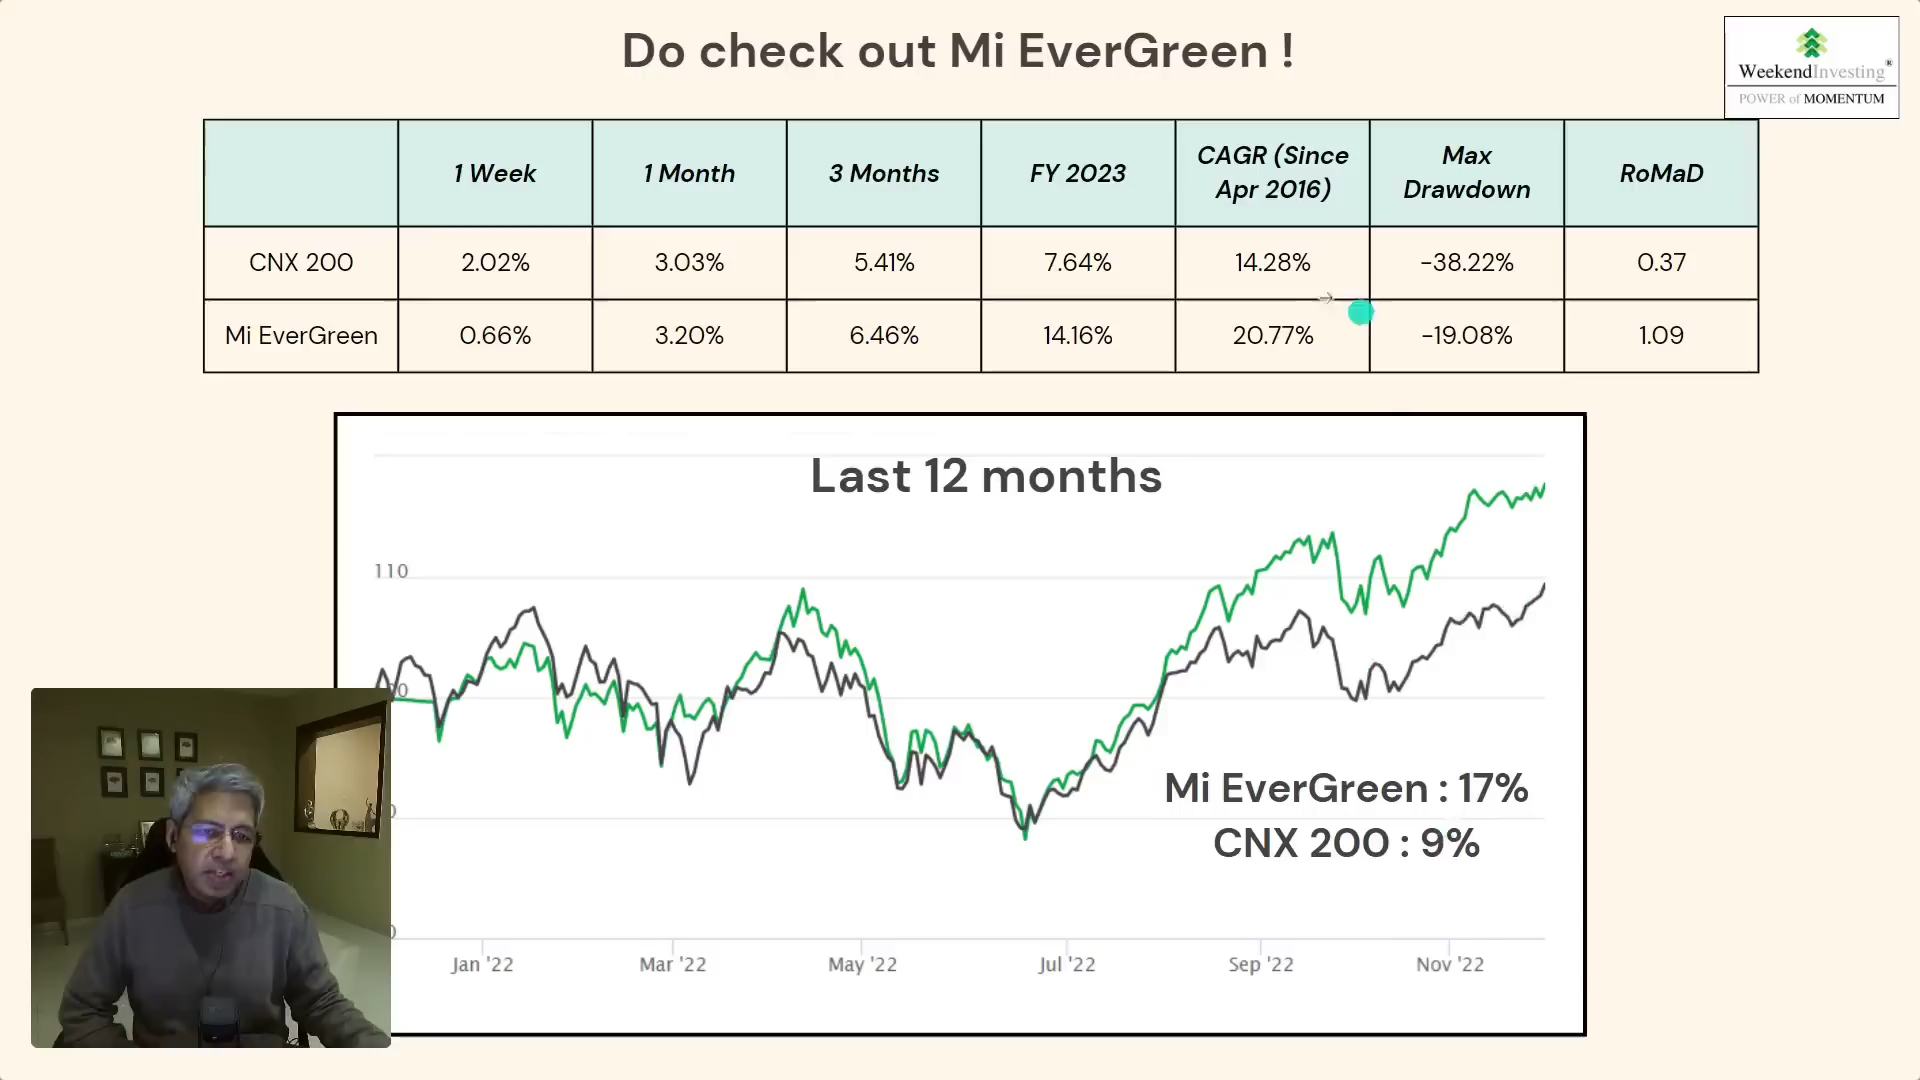 Do check out Mi EverGreen !
WeekendInvesting®
POWER of MOMENTUM
1 Week 1 Month 3 Months FY 2023 CAGR (Since Apr 2016) Max Drawdown RoMaD
CNX 200 2.02% 3.03% 5.41% 7.64% 14.28% -38.22% 0.37
Mi EverGreen 0.66% 3.20% 6.46% 14.16% 20.77% -19.08% 1.09
Last 12 months
110
Mi EverGreen : 17%
CNX 200 : 9%
Jan '22 Mar '22 May '22 Jul '22 Sep '22 Nov '22